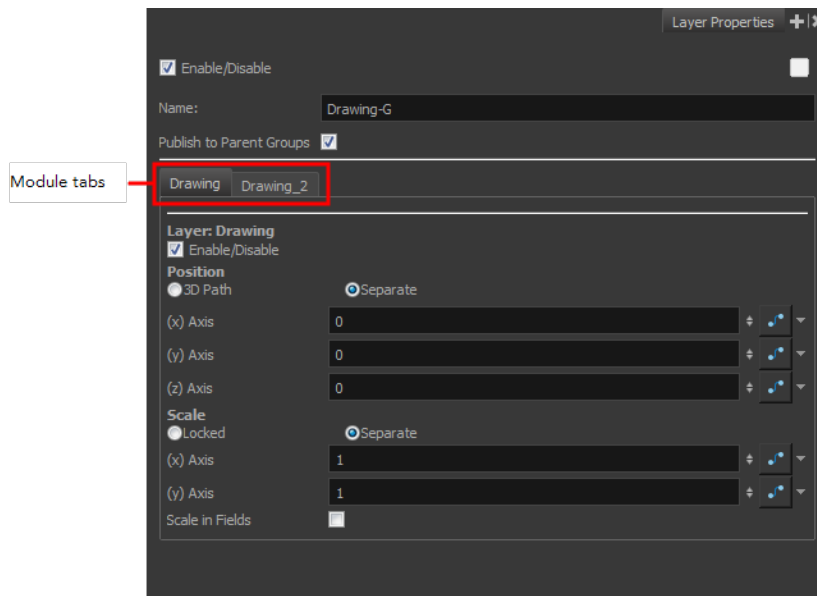 Layer Properties
Enable/Disable
Name: Drawing-G
Publish to Parent Groups
Module tabs
Drawing Drawing_2
Layer: Drawing
Enable/Disable
Position
3D Path Separate
(x) Axis 0
(y) Axis 0
(z) Axis 0
Scale
Locked Separate
(x) Axis 1
(y) Axis 1
Scale in Fields